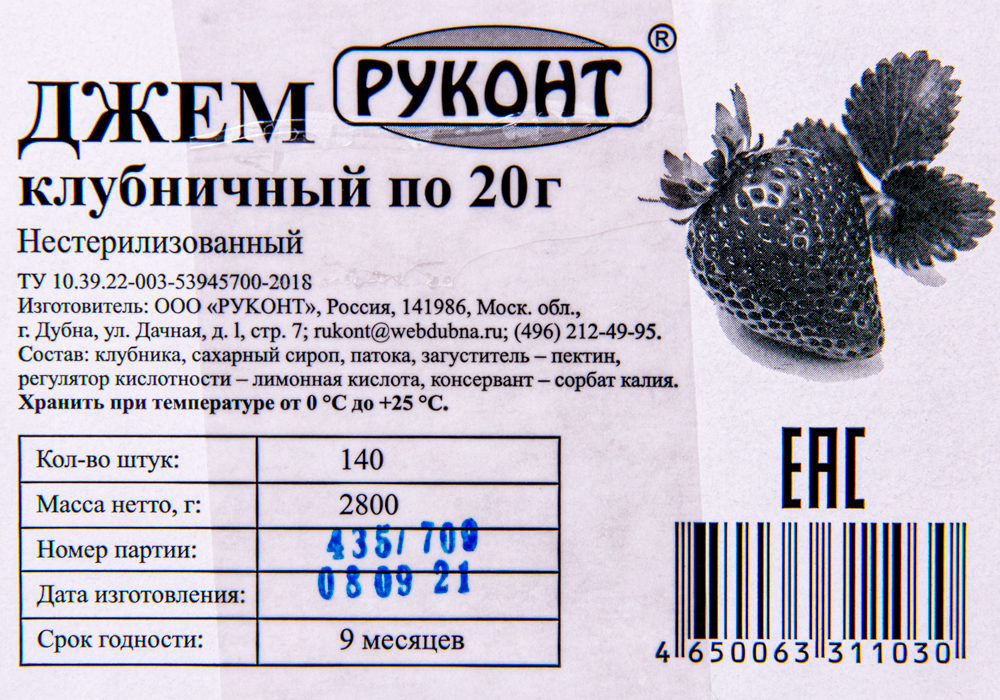 ДЖЕМ
РУКОНТ®
клубничный по 20 г
Нестерилизованный
ТУ 10.39.22-003-53945700-2018
Изготовитель: ООО «РУКОНТ», Россия, 141986, Моск. обл.,
г. Дубна, ул. Дачная, д. 1, стр. 7; rukont@webdubna.ru; (496) 212-49-95.
Состав: клубника, сахарный сироп, патока, загуститель – пектин,
регулятор кислотности – лимонная кислота, консервант – сорбат калия.
Хранить при температуре от 0 °С до +25 °С.
Кол-во штук: 140
Масса нетто, г: 2800
Номер партии: 435/ 709
Дата изготовления: 08 09 21
Срок годности: 9 месяцев
ЕАС
4 650063 311030